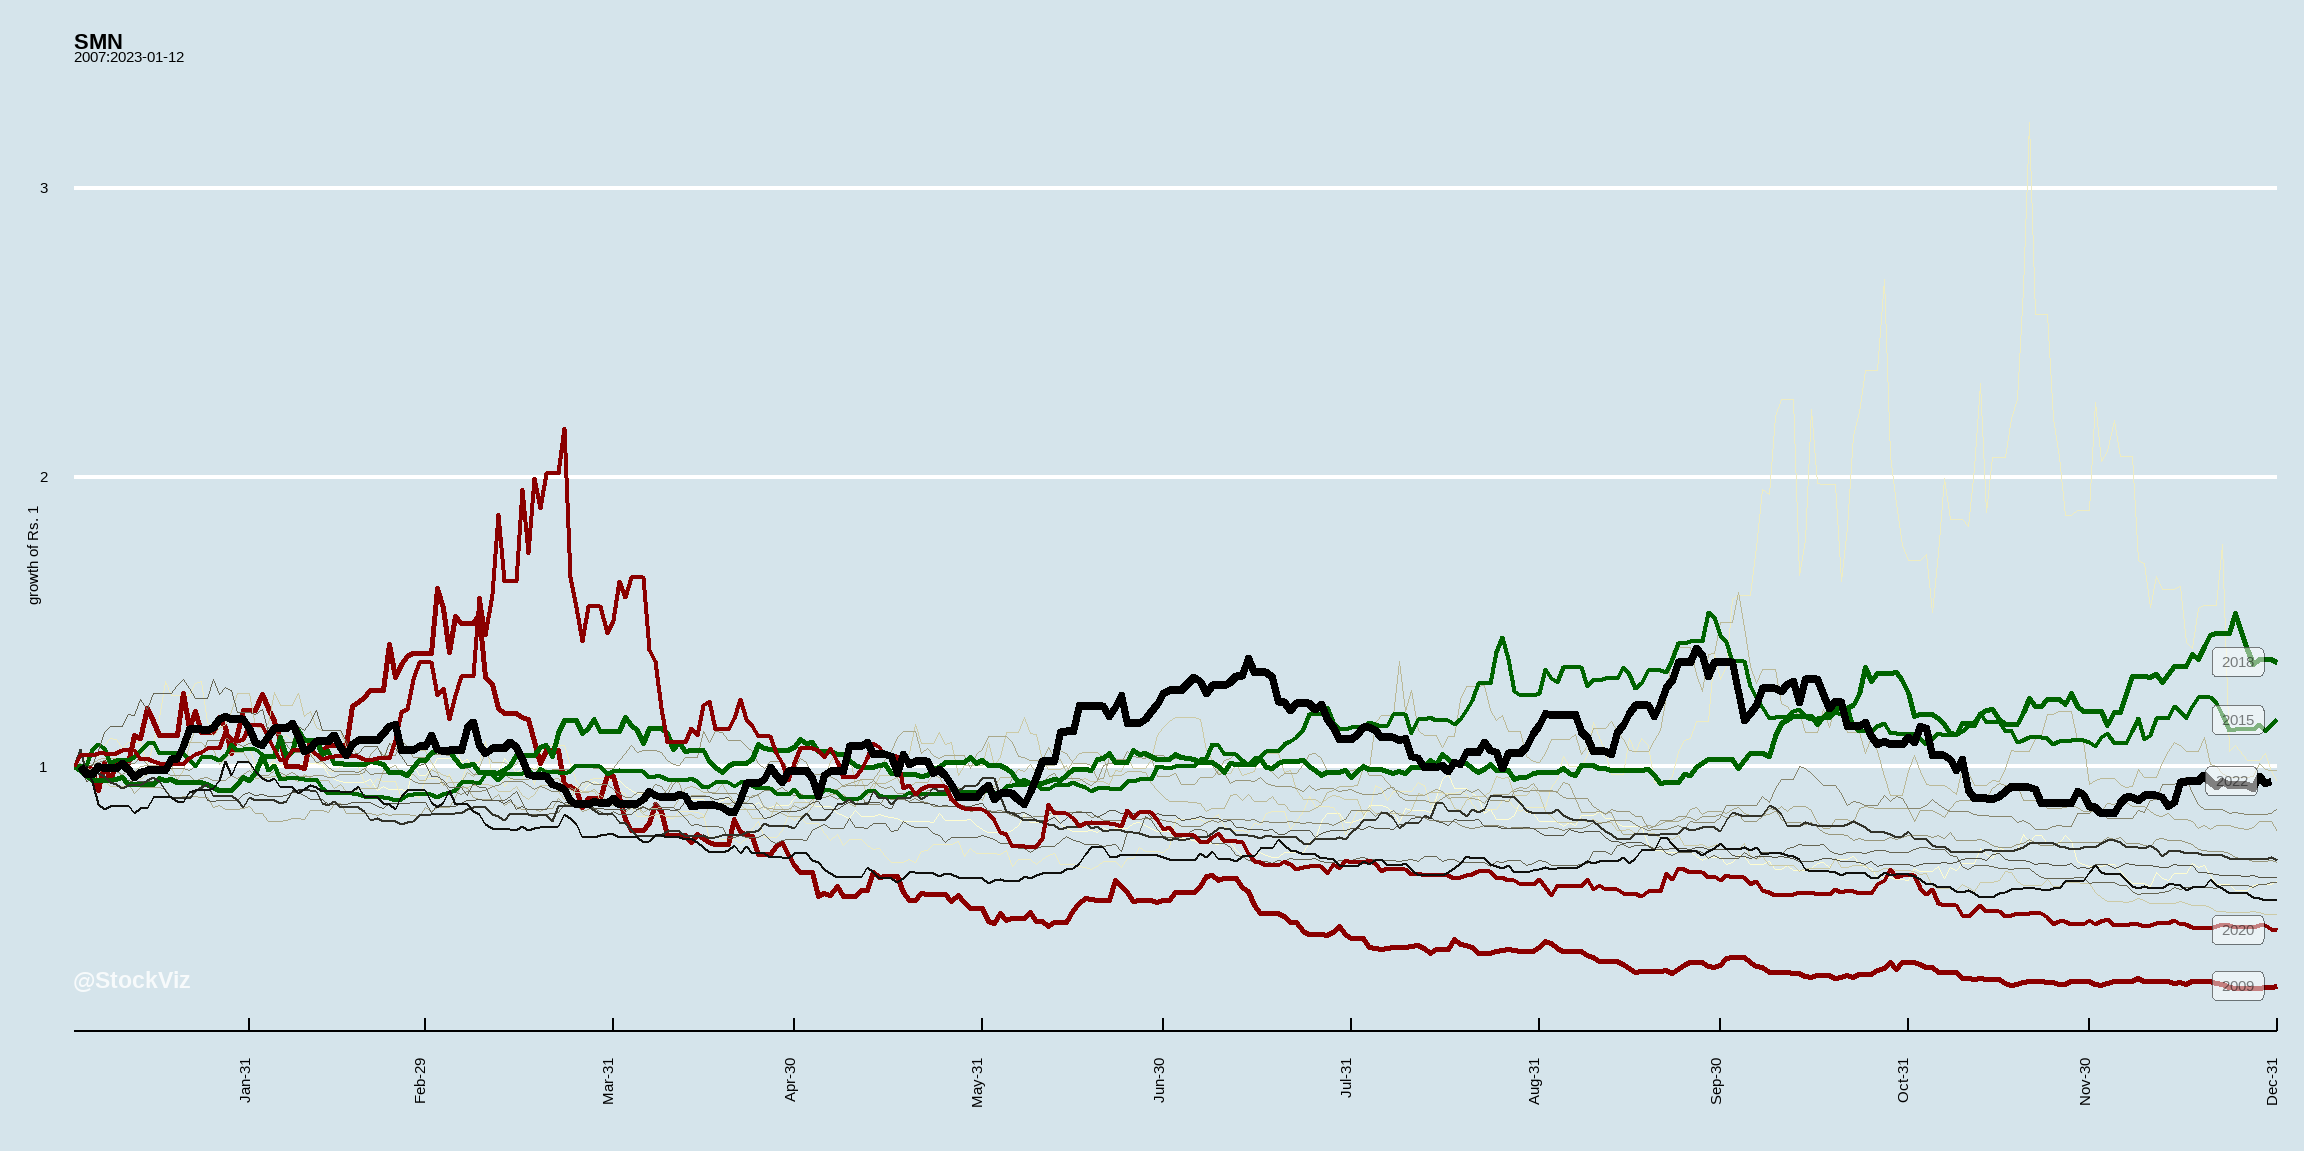 SMN
2007:2023-01-12
3
2
1
growth of Rs. 1
2018
2015
2022
2020
2009
@StockViz
Jan-31
Feb-29
Mar-31
Apr-30
May-31
Jun-30
Jul-31
Aug-31
Sep-30
Oct-31
Nov-30
Dec-31